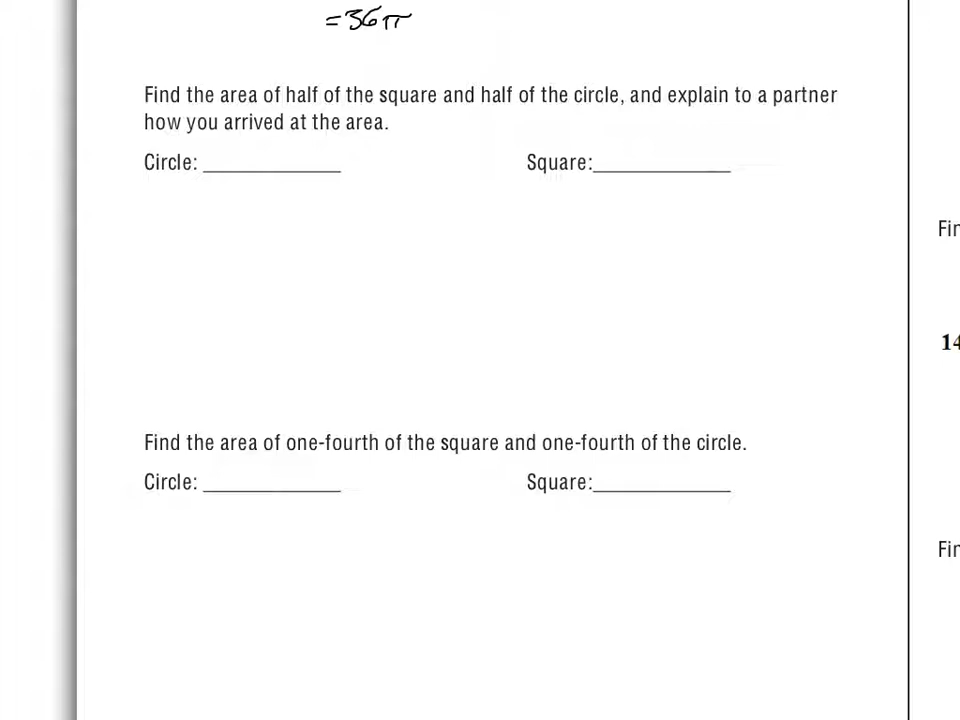 =36π
Find the area of half of the square and half of the circle, and explain to a partner
how you arrived at the area.
Circle: ____________ Square:____________
Fin
14
Find the area of one-fourth of the square and one-fourth of the circle.
Circle: ____________ Square:____________
Fin